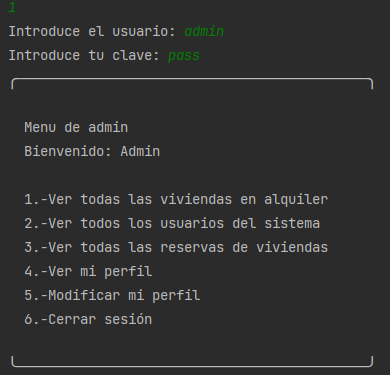 1
Introduce el usuario: admin
Introduce tu clave: pass
Menu de admin
Bienvenido: Admin
1.-Ver todas las viviendas en alquiler
2.-Ver todos los usuarios del sistema
3.-Ver todas las reservas de viviendas
4.-Ver mi perfil
5.-Modificar mi perfil
6.-Cerrar sesión